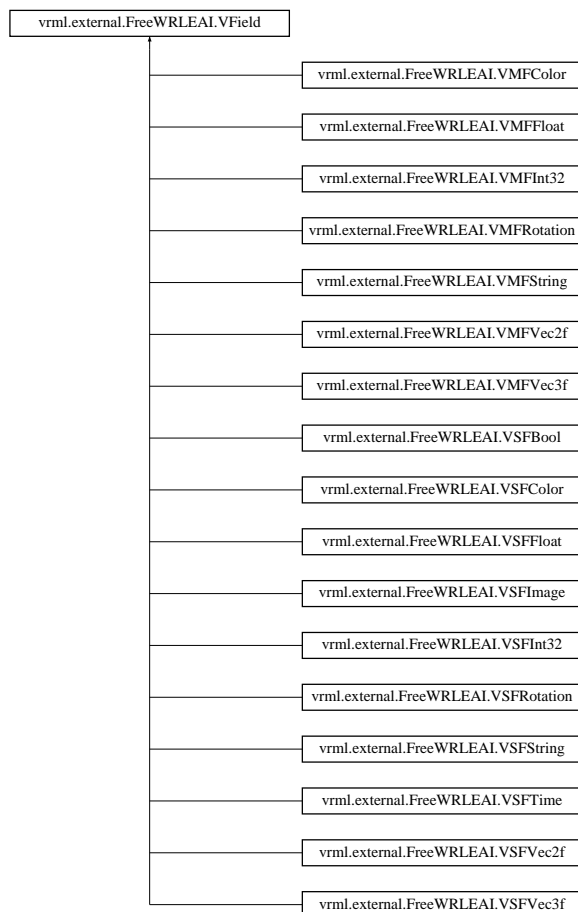 vrml.external.FreeWRLEAI.VField
vrml.external.FreeWRLEAI.VMFColor
vrml.external.FreeWRLEAI.VMFFloat
vrml.external.FreeWRLEAI.VMFInt32
vrml.external.FreeWRLEAI.VMFRotation
vrml.external.FreeWRLEAI.VMFString
vrml.external.FreeWRLEAI.VMFVec2f
vrml.external.FreeWRLEAI.VMFVec3f
vrml.external.FreeWRLEAI.VSFBool
vrml.external.FreeWRLEAI.VSFColor
vrml.external.FreeWRLEAI.VSFFloat
vrml.external.FreeWRLEAI.VSFImage
vrml.external.FreeWRLEAI.VSFInt32
vrml.external.FreeWRLEAI.VSFRotation
vrml.external.FreeWRLEAI.VSFString
vrml.external.FreeWRLEAI.VSFTime
vrml.external.FreeWRLEAI.VSFVec2f
vrml.external.FreeWRLEAI.VSFVec3f